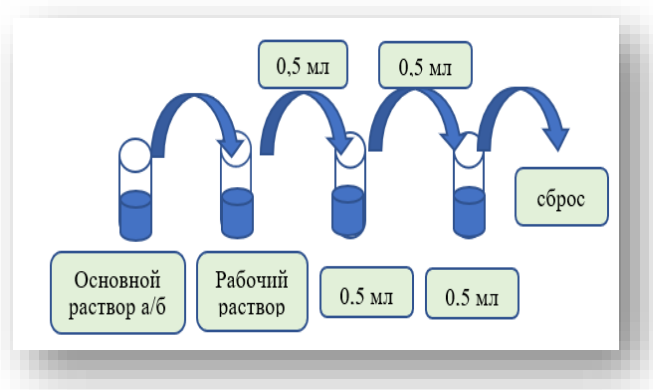 0,5 мл
0,5 мл
сброс
Основной
раствор а/б
Рабочий
раствор
0.5 мл
0.5 мл